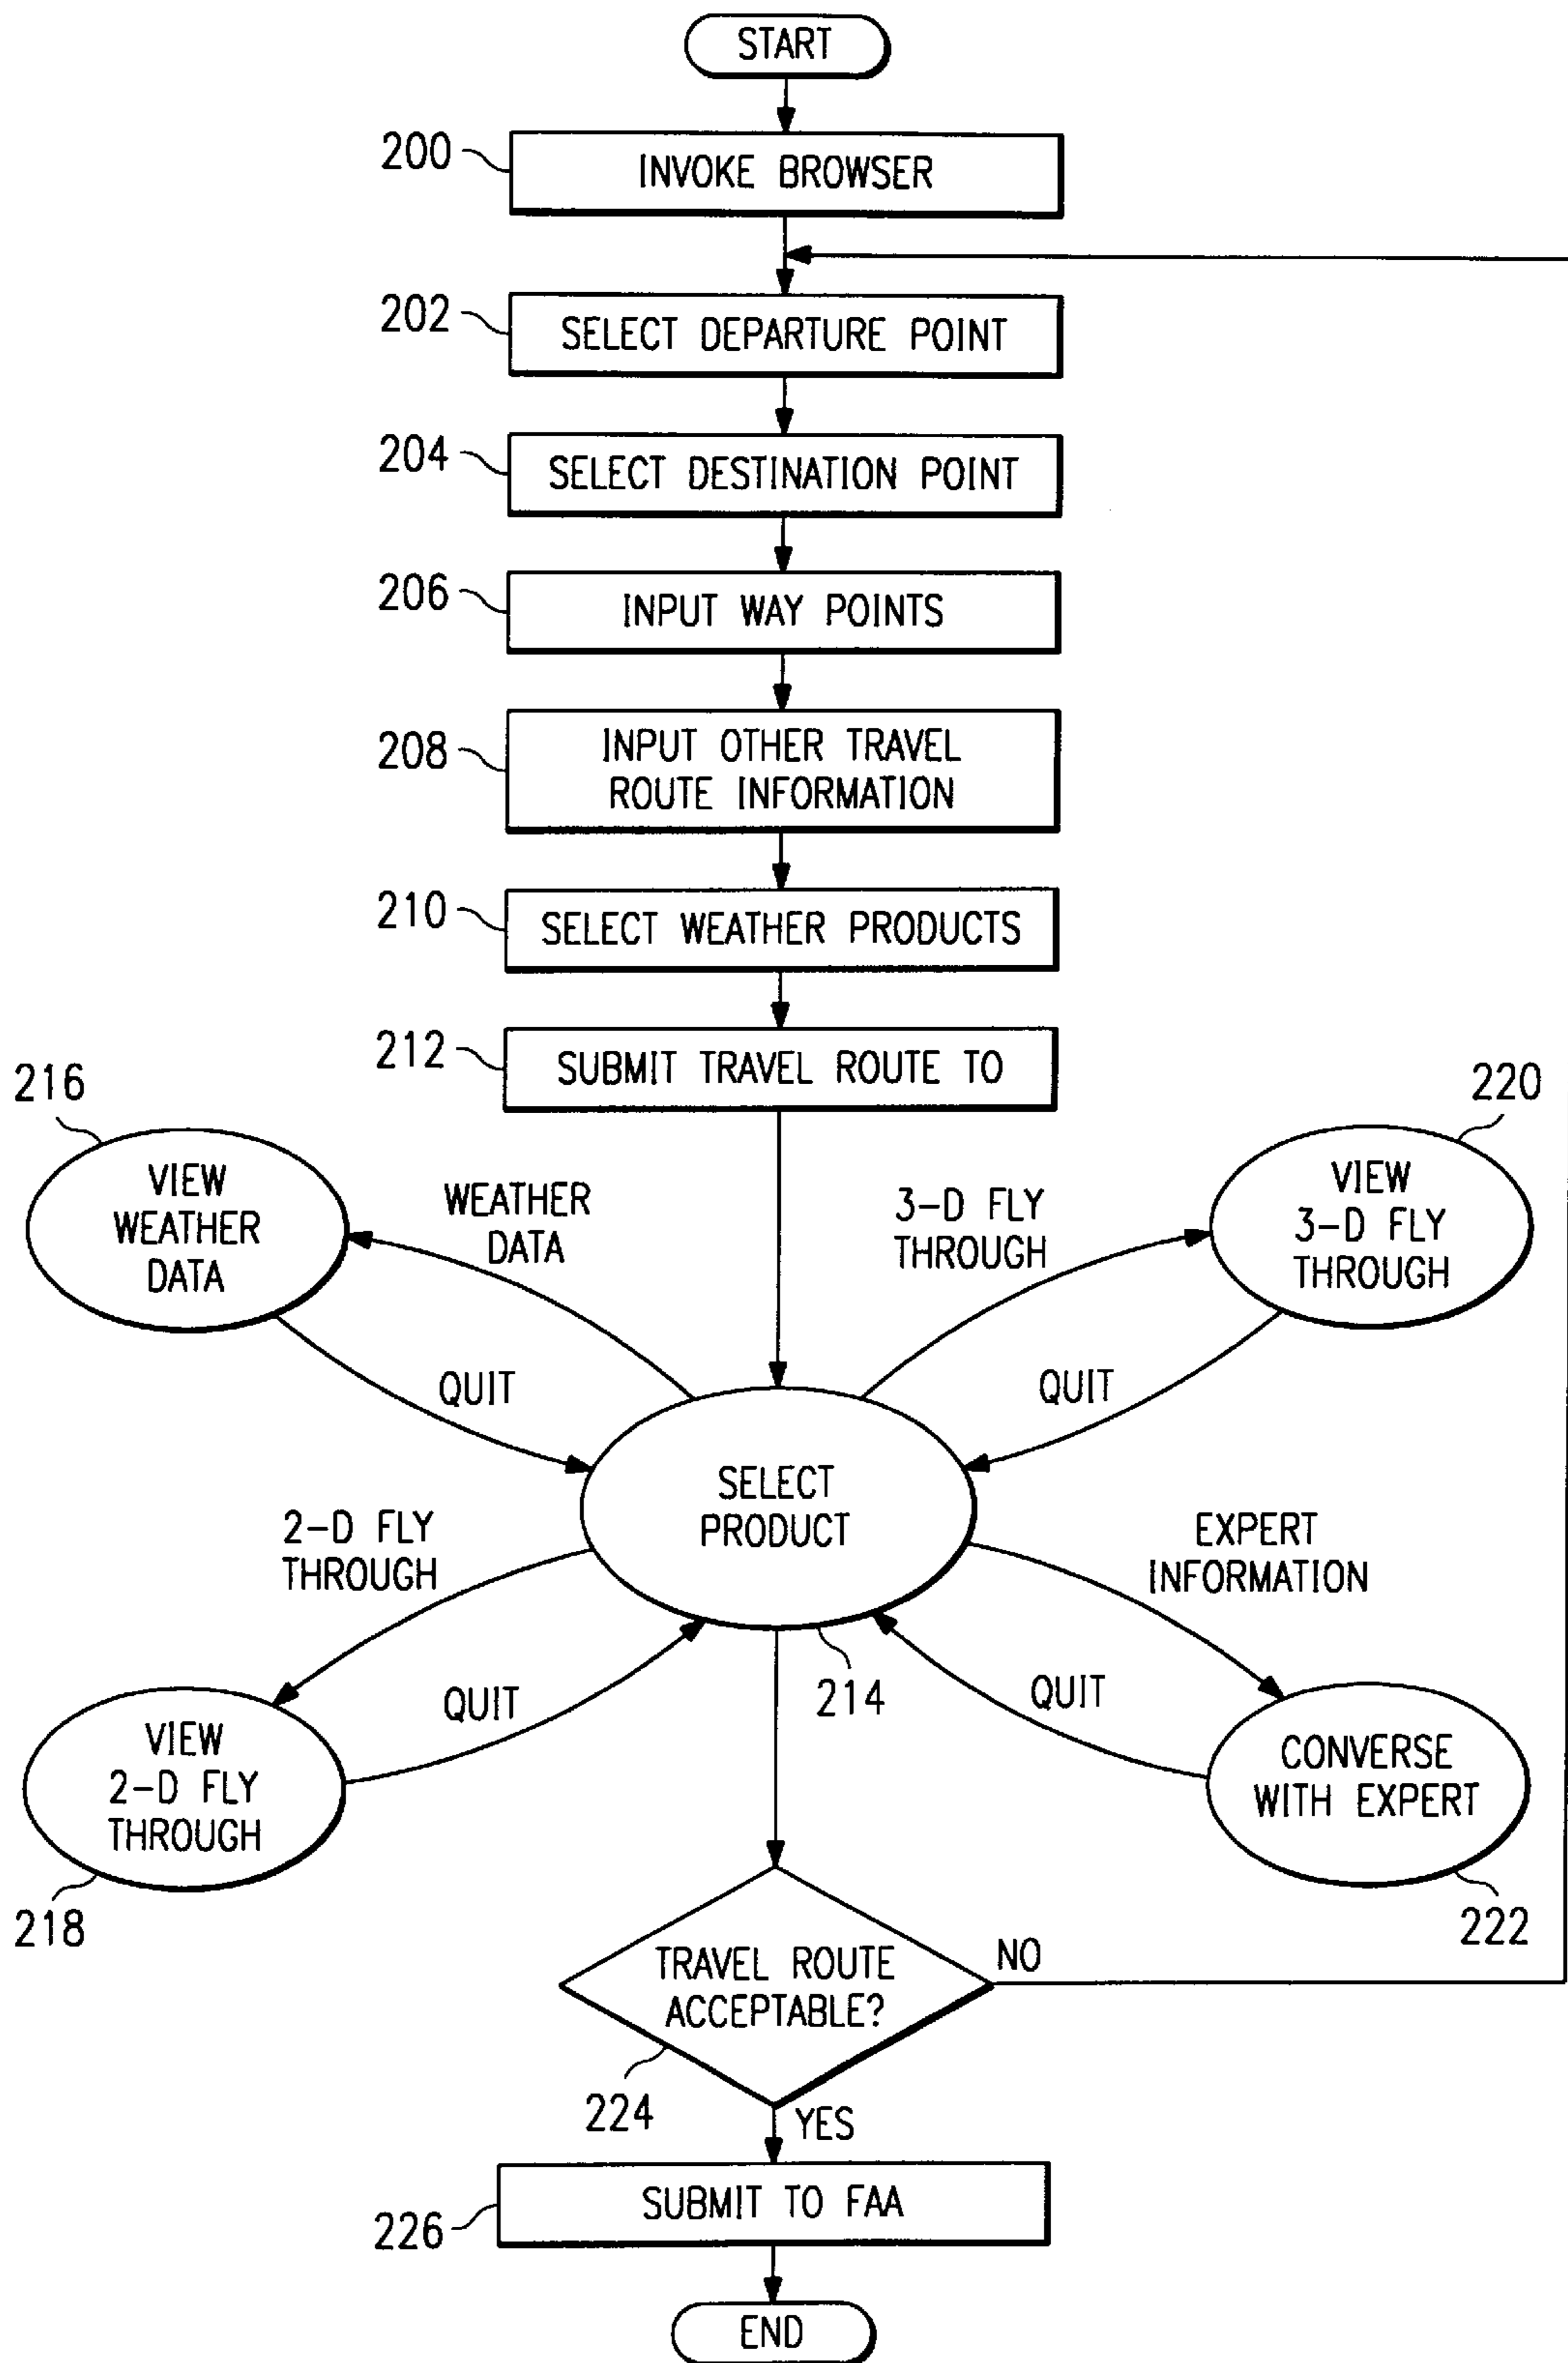 START
200
INVOKE BROWSER
202
SELECT DEPARTURE POINT
204
SELECT DESTINATION POINT
206
INPUT WAY POINTS
208
INPUT OTHER TRAVEL
ROUTE INFORMATION
210
SELECT WEATHER PRODUCTS
212
SUBMIT TRAVEL ROUTE TO
216
VIEW
WEATHER
DATA
WEATHER
DATA
QUIT
220
VIEW
3-D FLY
THROUGH
3-D FLY
THROUGH
QUIT
SELECT
PRODUCT
214
2-D FLY
THROUGH
QUIT
VIEW
2-D FLY
THROUGH
218
EXPERT
INFORMATION
QUIT
CONVERSE
WITH EXPERT
222
TRAVEL ROUTE
ACCEPTABLE?
NO
224
YES
226
SUBMIT TO FAA
END